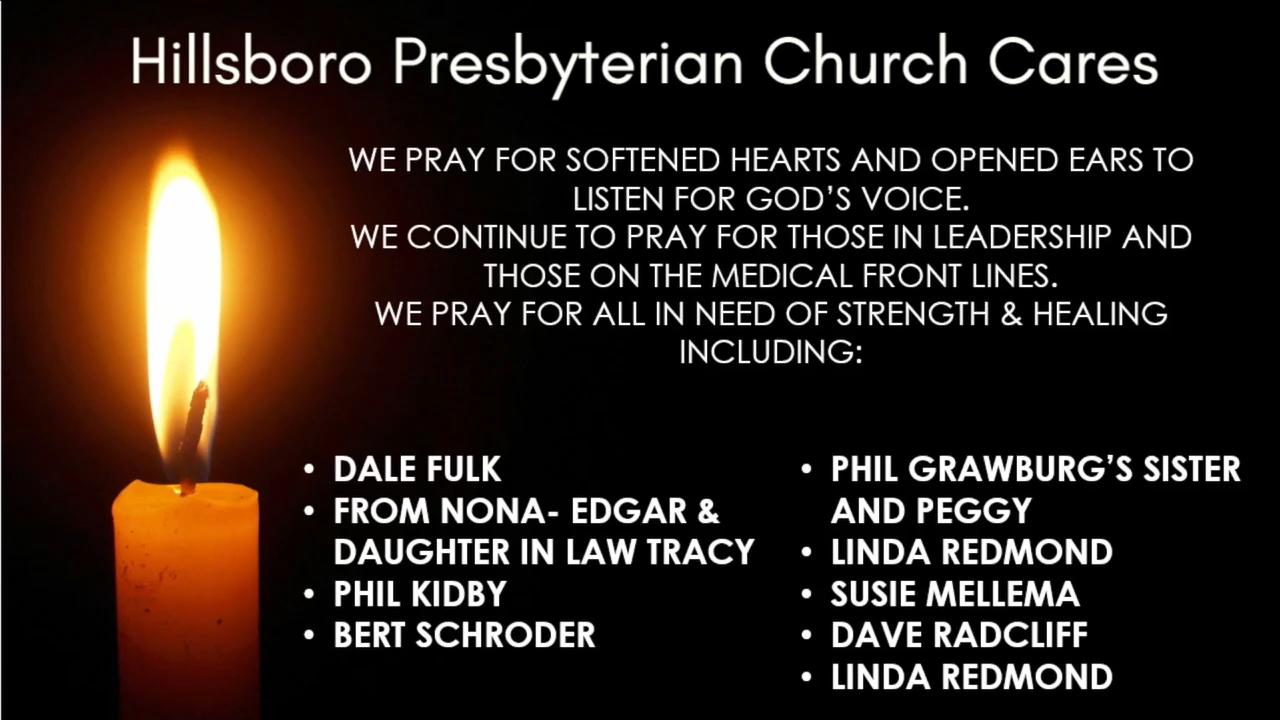 Hillsboro Presbyterian Church Cares
WE PRAY FOR SOFTENED HEARTS AND OPENED EARS TO
LISTEN FOR GOD’S VOICE.
WE CONTINUE TO PRAY FOR THOSE IN LEADERSHIP AND
THOSE ON THE MEDICAL FRONT LINES.
WE PRAY FOR ALL IN NEED OF STRENGTH & HEALING
INCLUDING:
• DALE FULK
• FROM NONA- EDGAR &
DAUGHTER IN LAW TRACY
• PHIL KIDBY
• BERT SCHRODER
• PHIL GRAWBURG’S SISTER
AND PEGGY
• LINDA REDMOND
• SUSIE MELLEMA
• DAVE RADCLIFF
• LINDA REDMOND